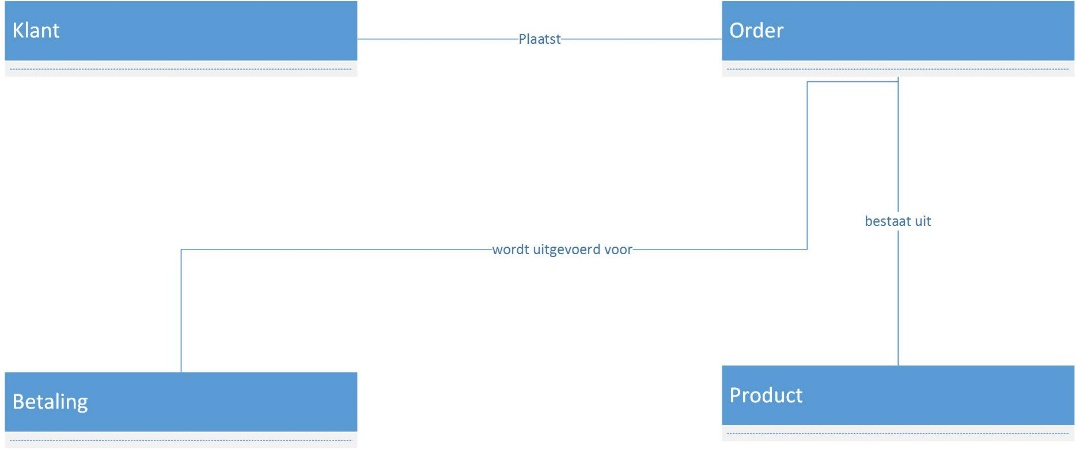 Klant
Plaatst
Order
bestaat uit
wordt uitgevoerd voor
Betaling
Product